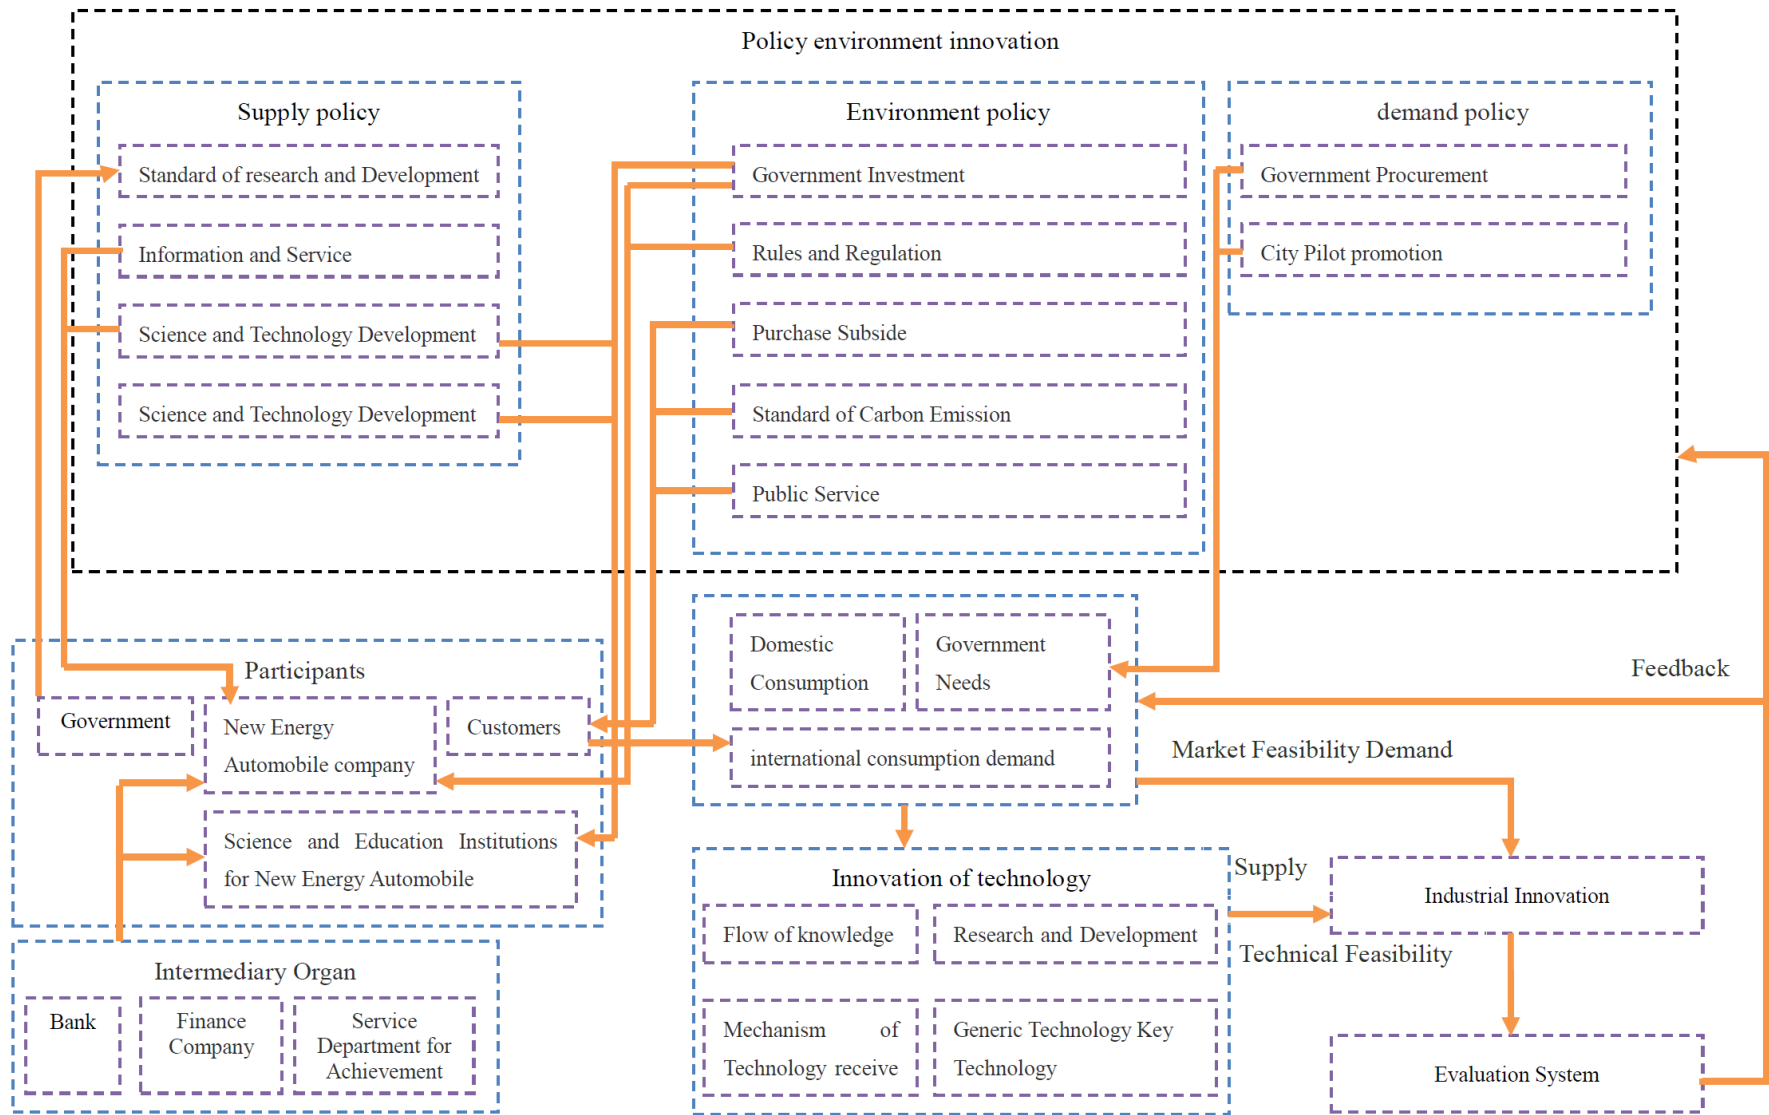 Policy environment innovation
Supply policy
Standard of research and Development
Information and Service
Science and Technology Development
Science and Technology Development
Environment policy
Government Investment
Rules and Regulation
Purchase Subside
Standard of Carbon Emission
Public Service
demand policy
Government Procurement
City Pilot promotion
Participants
Government
New Energy
Automobile company
Customers
Science and Education Institutions
for New Energy Automobile
Intermediary Organ
Bank
Finance
Company
Service
Department for
Achievement
Domestic
Consumption
Government
Needs
international consumption demand
Feedback
Market Feasibility Demand
Innovation of technology
Flow of knowledge
Research and Development
Mechanism of
Technology receive
Generic Technology Key
Technology
Supply
Technical Feasibility
Industrial Innovation
Evaluation System